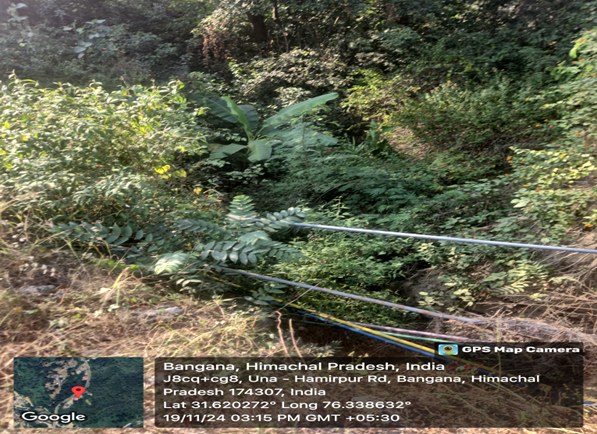 GPS Map Camera
Bangana, Himachal Pradesh, India
J8cq+cg8, Una - Hamirpur Rd, Bangana, Himachal
Pradesh 174307, India
Lat 31.620272° Long 76.338632°
19/11/24 03:15 PM GMT +05:30
Google